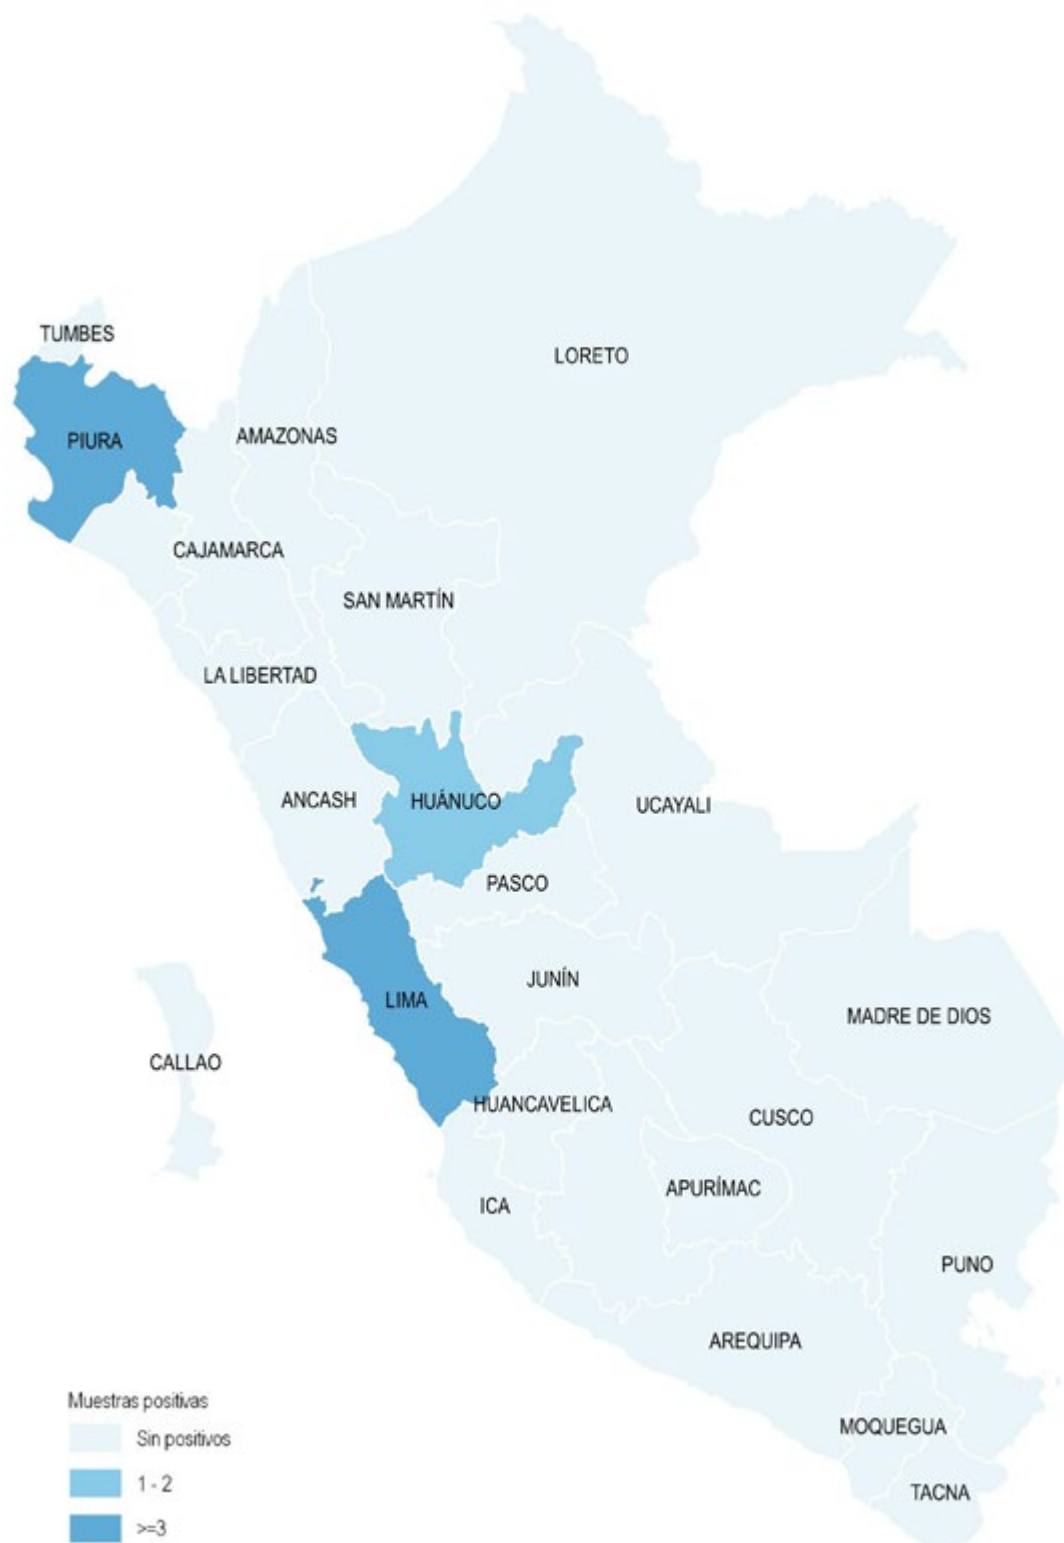 TUMBES
LORETO
PIURA
AMAZONAS
CAJAMARCA
SAN MARTÍN
LA LIBERTAD
ANCASH
HUÁNUCO
UCAYALI
PASCO
JUNÍN
LIMA
MADRE DE DIOS
CALLAO
HUANCAVELICA
CUSCO
APURÍMAC
ICA
PUNO
AREQUIPA
MOQUEGUA
TACNA
Muestras positivas
Sin positivos
1 - 2
>=3